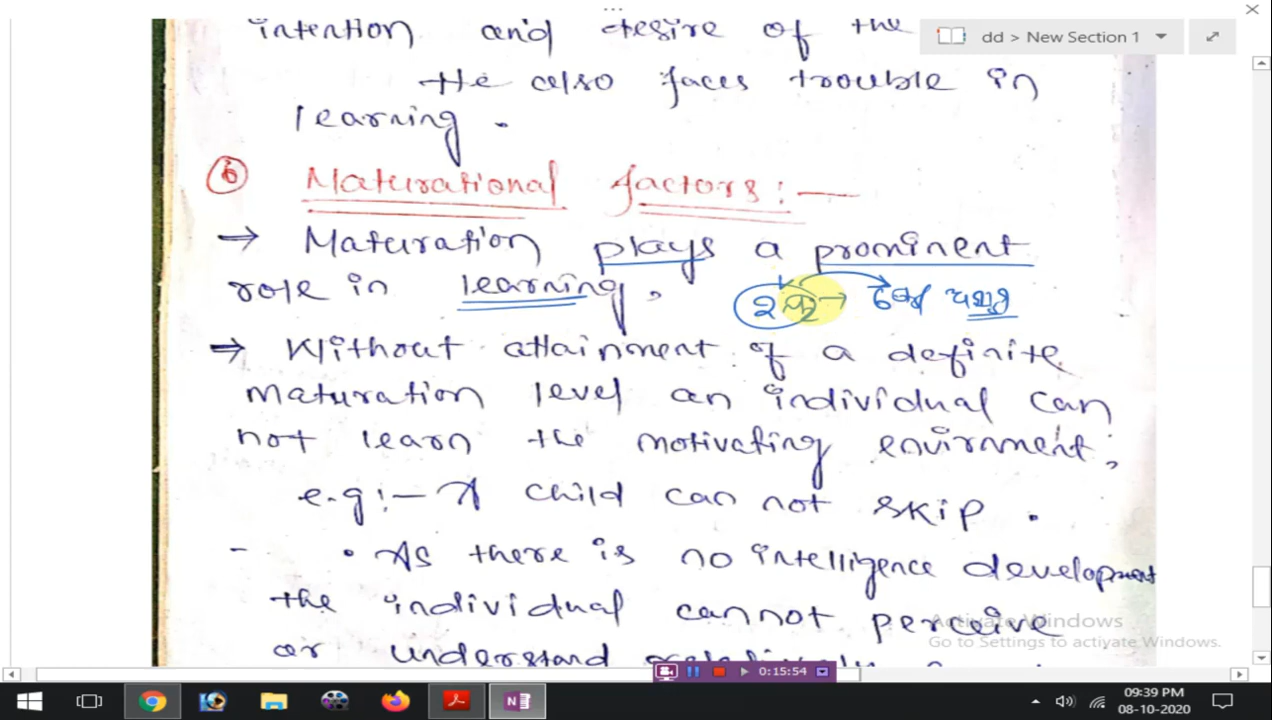 intention and desire of the
dd > New Section 1
He also faces trouble in
learning.
6 Maturational factors:—
→ Maturation plays a prominent
role in learning,
→ Without attainment of a definite
maturation level an individual can
not learn the motivating envirnment,
e.g:— A child can not skip.
- • As there is no intelligence development
the individual cannot perceive
Activate Windows
or understand
Go to Settings to activate Windows.
0:15:54
09:39 PM
08-10-2020